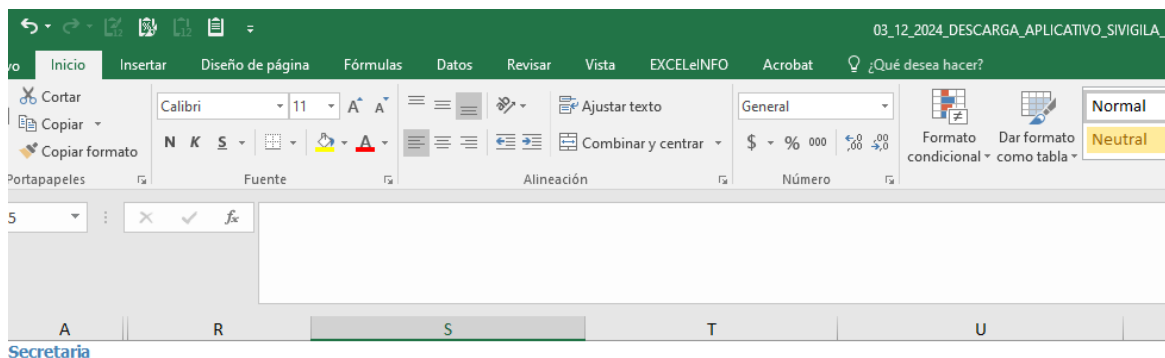 03_12_2024_DESCARGA_APLICATIVO_SIVIGILA_
vo Inicio Insertar Diseño de página Fórmulas Datos Revisar Vista EXCELeINFO Acrobat ¿Qué desea hacer?
Cortar
Copiar
Copiar formato
Portapapeles
Calibri 11
N K S
Fuente
Ajustar texto
Combinar y centrar
Alineación
General
$ % 000
Número
Formato condicional
Dar formato como tabla
Normal
Neutral
5 fx
A R S T U
Secretaria